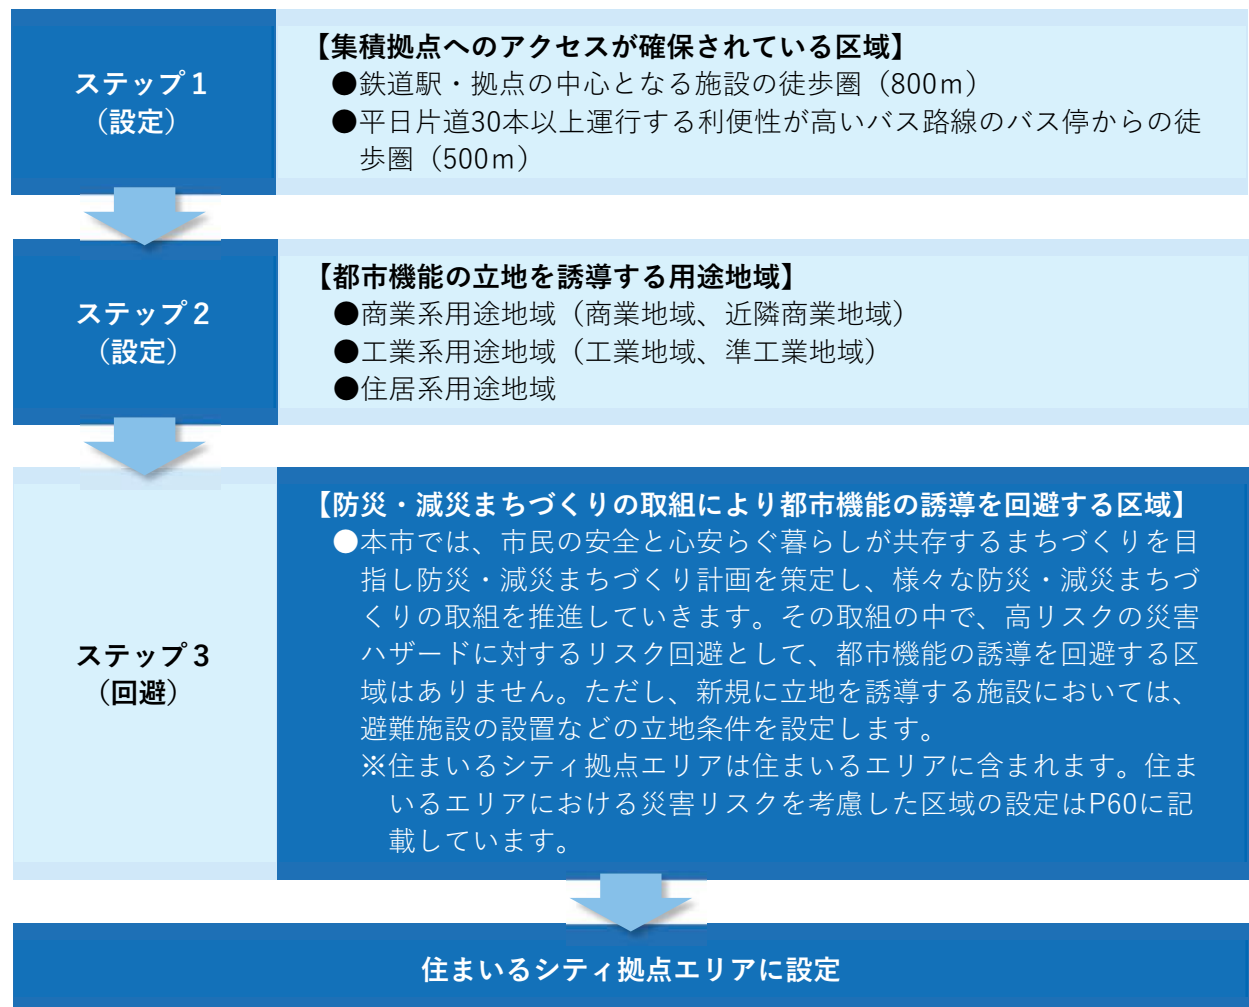 ステップ1
（設定）
【集積拠点へのアクセスが確保されている区域】
●鉄道駅・拠点の中心となる施設の徒歩圏（800m）
●平日片道30本以上運行する利便性が高いバス路線のバス停からの徒
歩圏（500m）
ステップ2
（設定）
【都市機能の立地を誘導する用途地域】
●商業系用途地域（商業地域、近隣商業地域）
●工業系用途地域（工業地域、準工業地域）
●住居系用途地域
ステップ3
（回避）
【防災・減災まちづくりの取組により都市機能の誘導を回避する区域】
●本市では、市民の安全と心安らぐ暮らしが共存するまちづくりを目
指し防災・減災まちづくり計画を策定し、様々な防災・減災まちづ
くりの取組を推進していきます。その取組の中で、高リスクの災害
ハザードに対するリスク回避として、都市機能の誘導を回避する区
域はありません。ただし、新規に立地を誘導する施設においては、
避難施設の設置などの立地条件を設定します。
※住まいるシティ拠点エリアは住まいるエリアに含まれます。住ま
いるエリアにおける災害リスクを考慮した区域の設定はP60に記
載しています。
住まいるシティ拠点エリアに設定